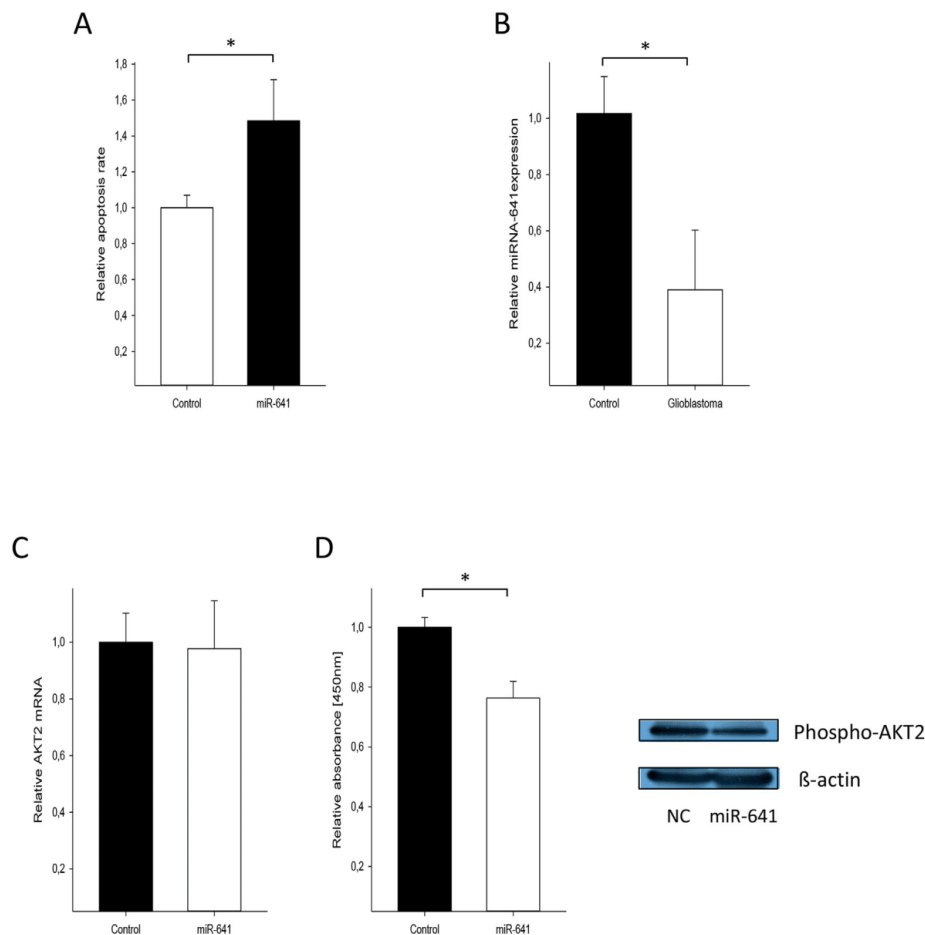 A
*
1,8
1,6
1,4
1,2
1,0
0,8
0,6
0,4
0,2
Relative apoptosis rate
Control
miR-641
B
*
1,0
0,8
0,6
0,4
0,2
Relative miRNA-641expression
Control
Glioblastoma
C
1,0
0,8
0,6
0,4
0,2
Relative AKT2 mRNA
Control
miR-641
D
*
1,0
0,8
0,6
0,4
0,2
Relative absorbance [450nm]
Control
miR-641
Phospho-AKT2
ß-actin
NC miR-641